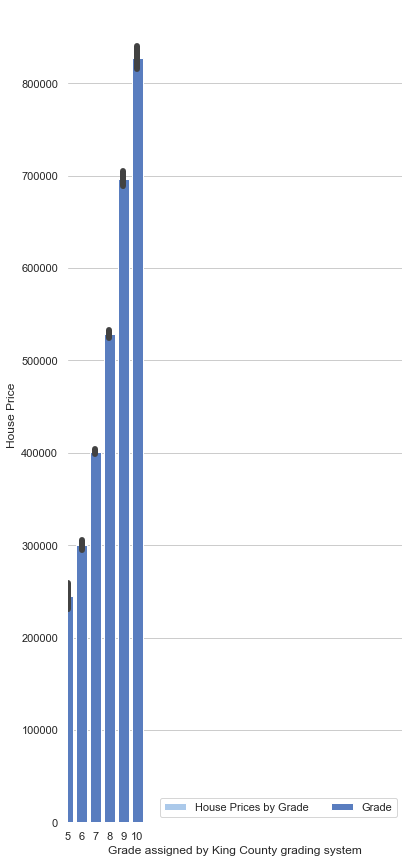 800000
700000
600000
500000
400000
300000
200000
100000
0
House Price
5 6 7 8 9 10
Grade assigned by King County grading system
House Prices by Grade Grade